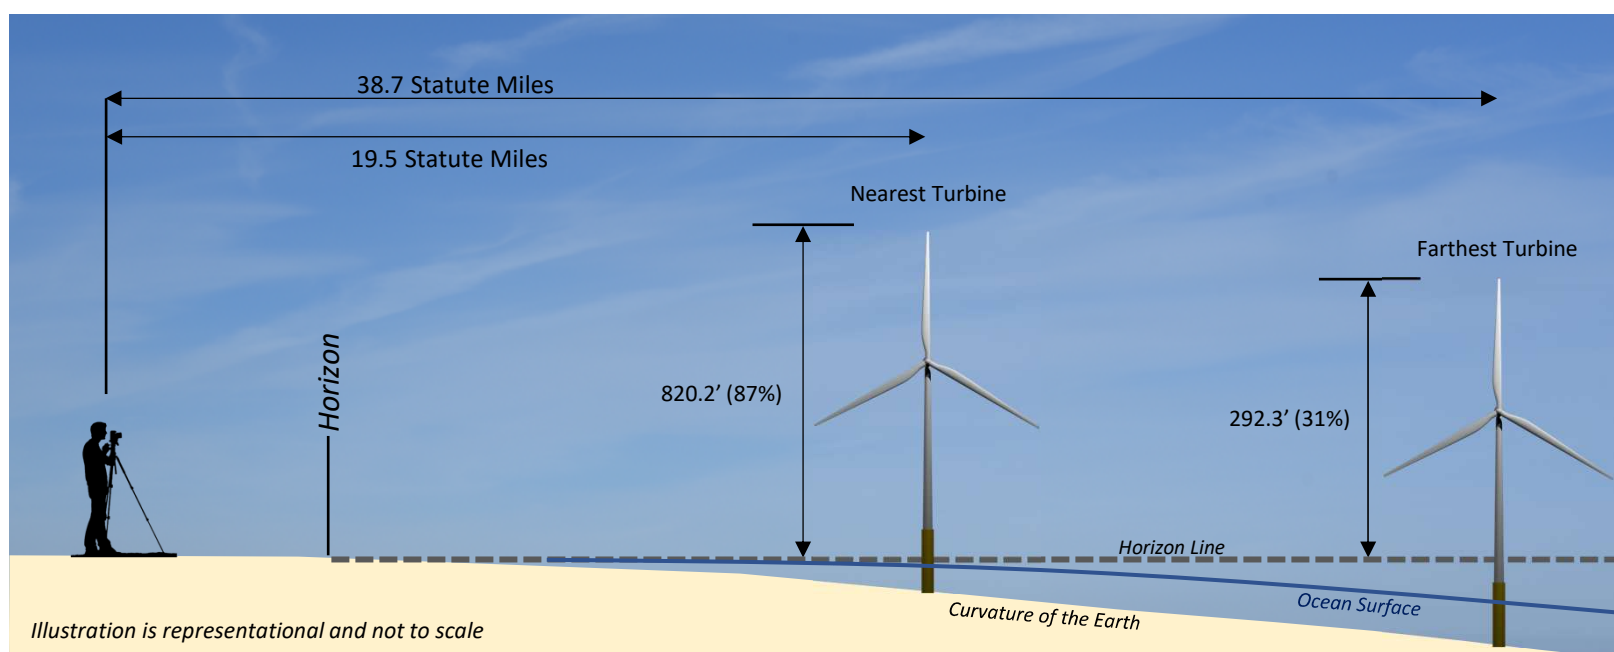 38.7 Statute Miles
19.5 Statute Miles
Nearest Turbine
Farthest Turbine
Horizon
820.2’ (87%)
292.3’ (31%)
Horizon Line
Ocean Surface
Curvature of the Earth
Illustration is representational and not to scale